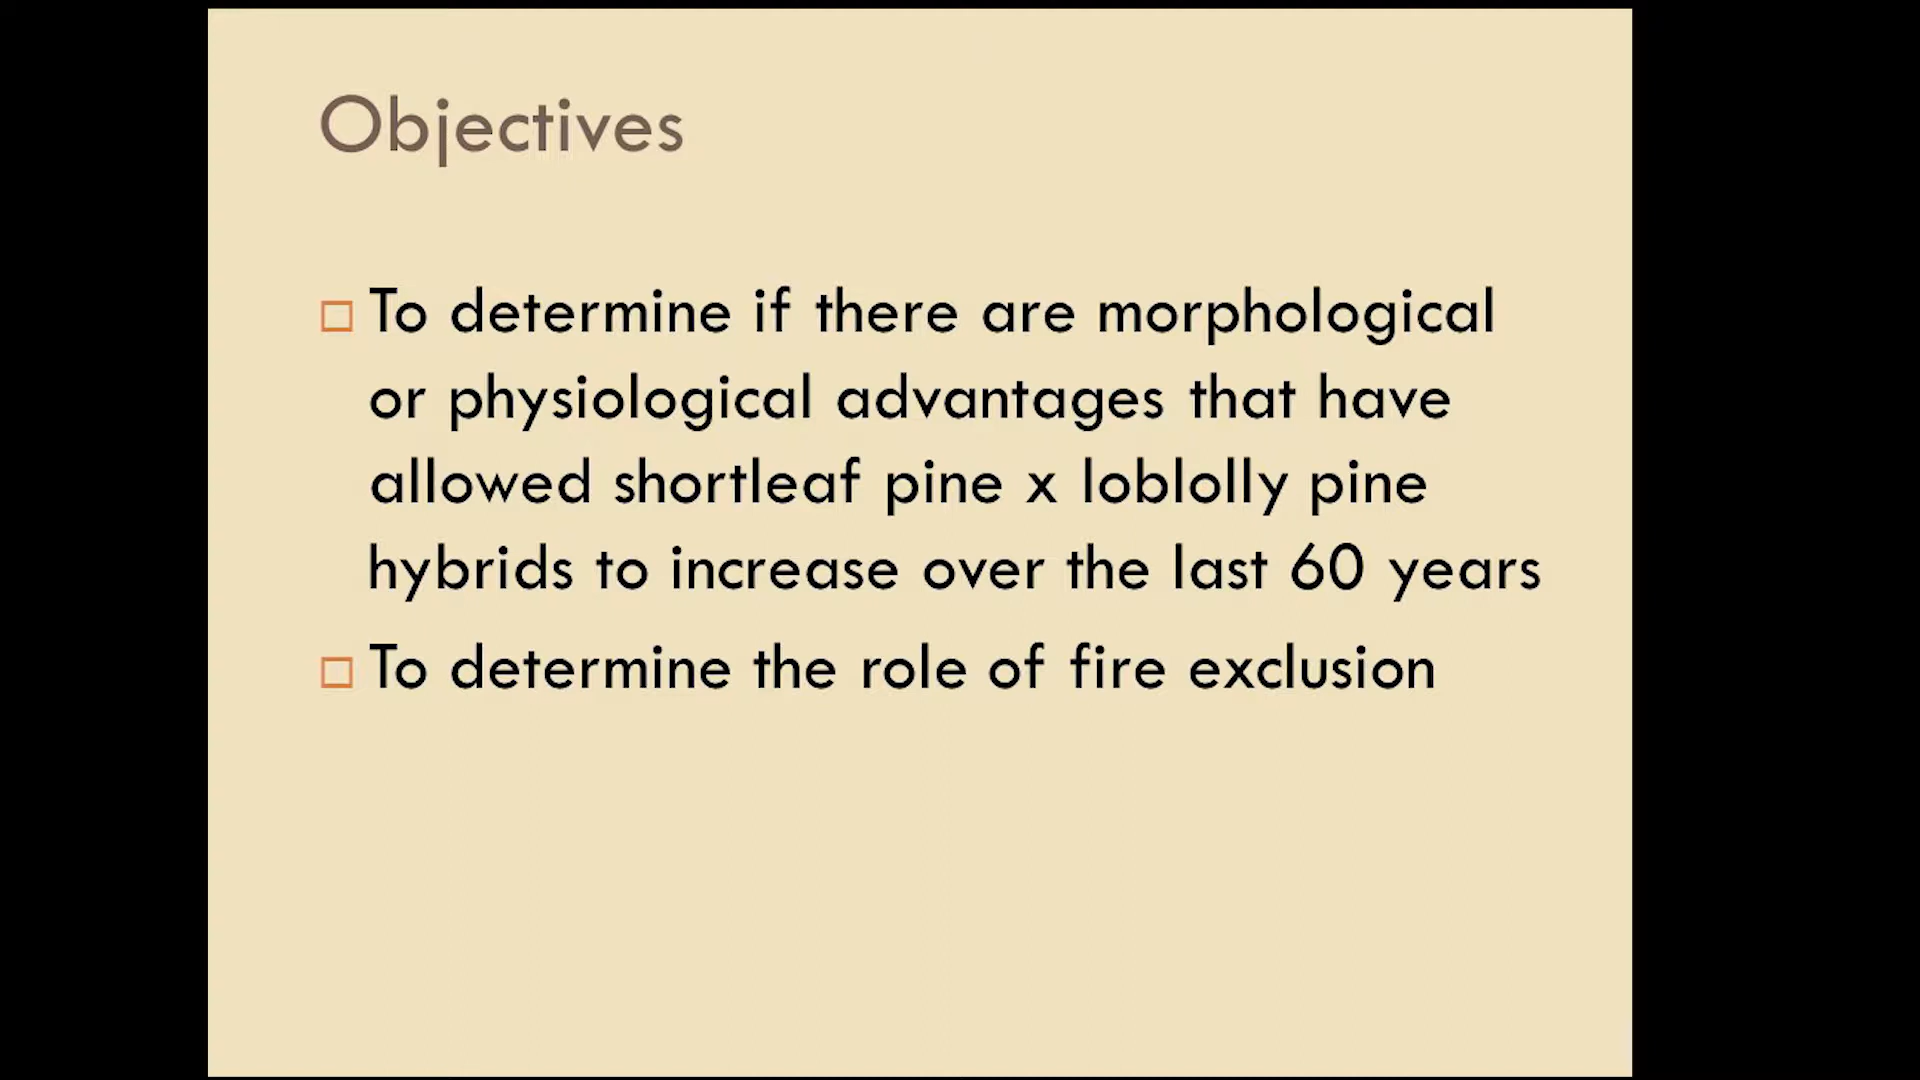 Objectives
To determine if there are morphological
or physiological advantages that have
allowed shortleaf pine x loblolly pine
hybrids to increase over the last 60 years
To determine the role of fire exclusion